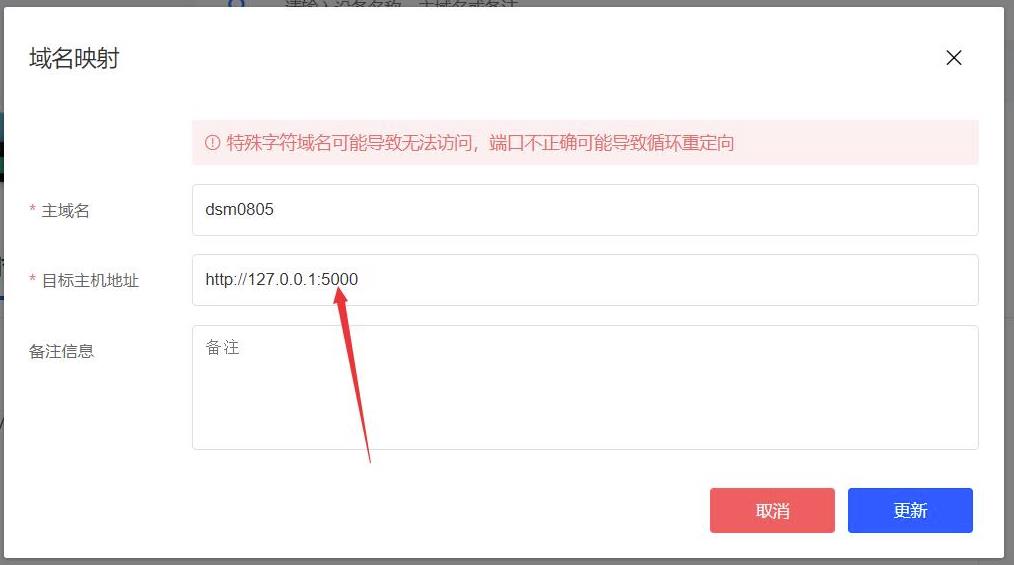 域名映射
特殊字符域名可能导致无法访问，端口不正确可能导致循环重定向
* 主域名
dsm0805
* 目标主机地址
http://127.0.0.1:5000
备注信息
备注
取消
更新